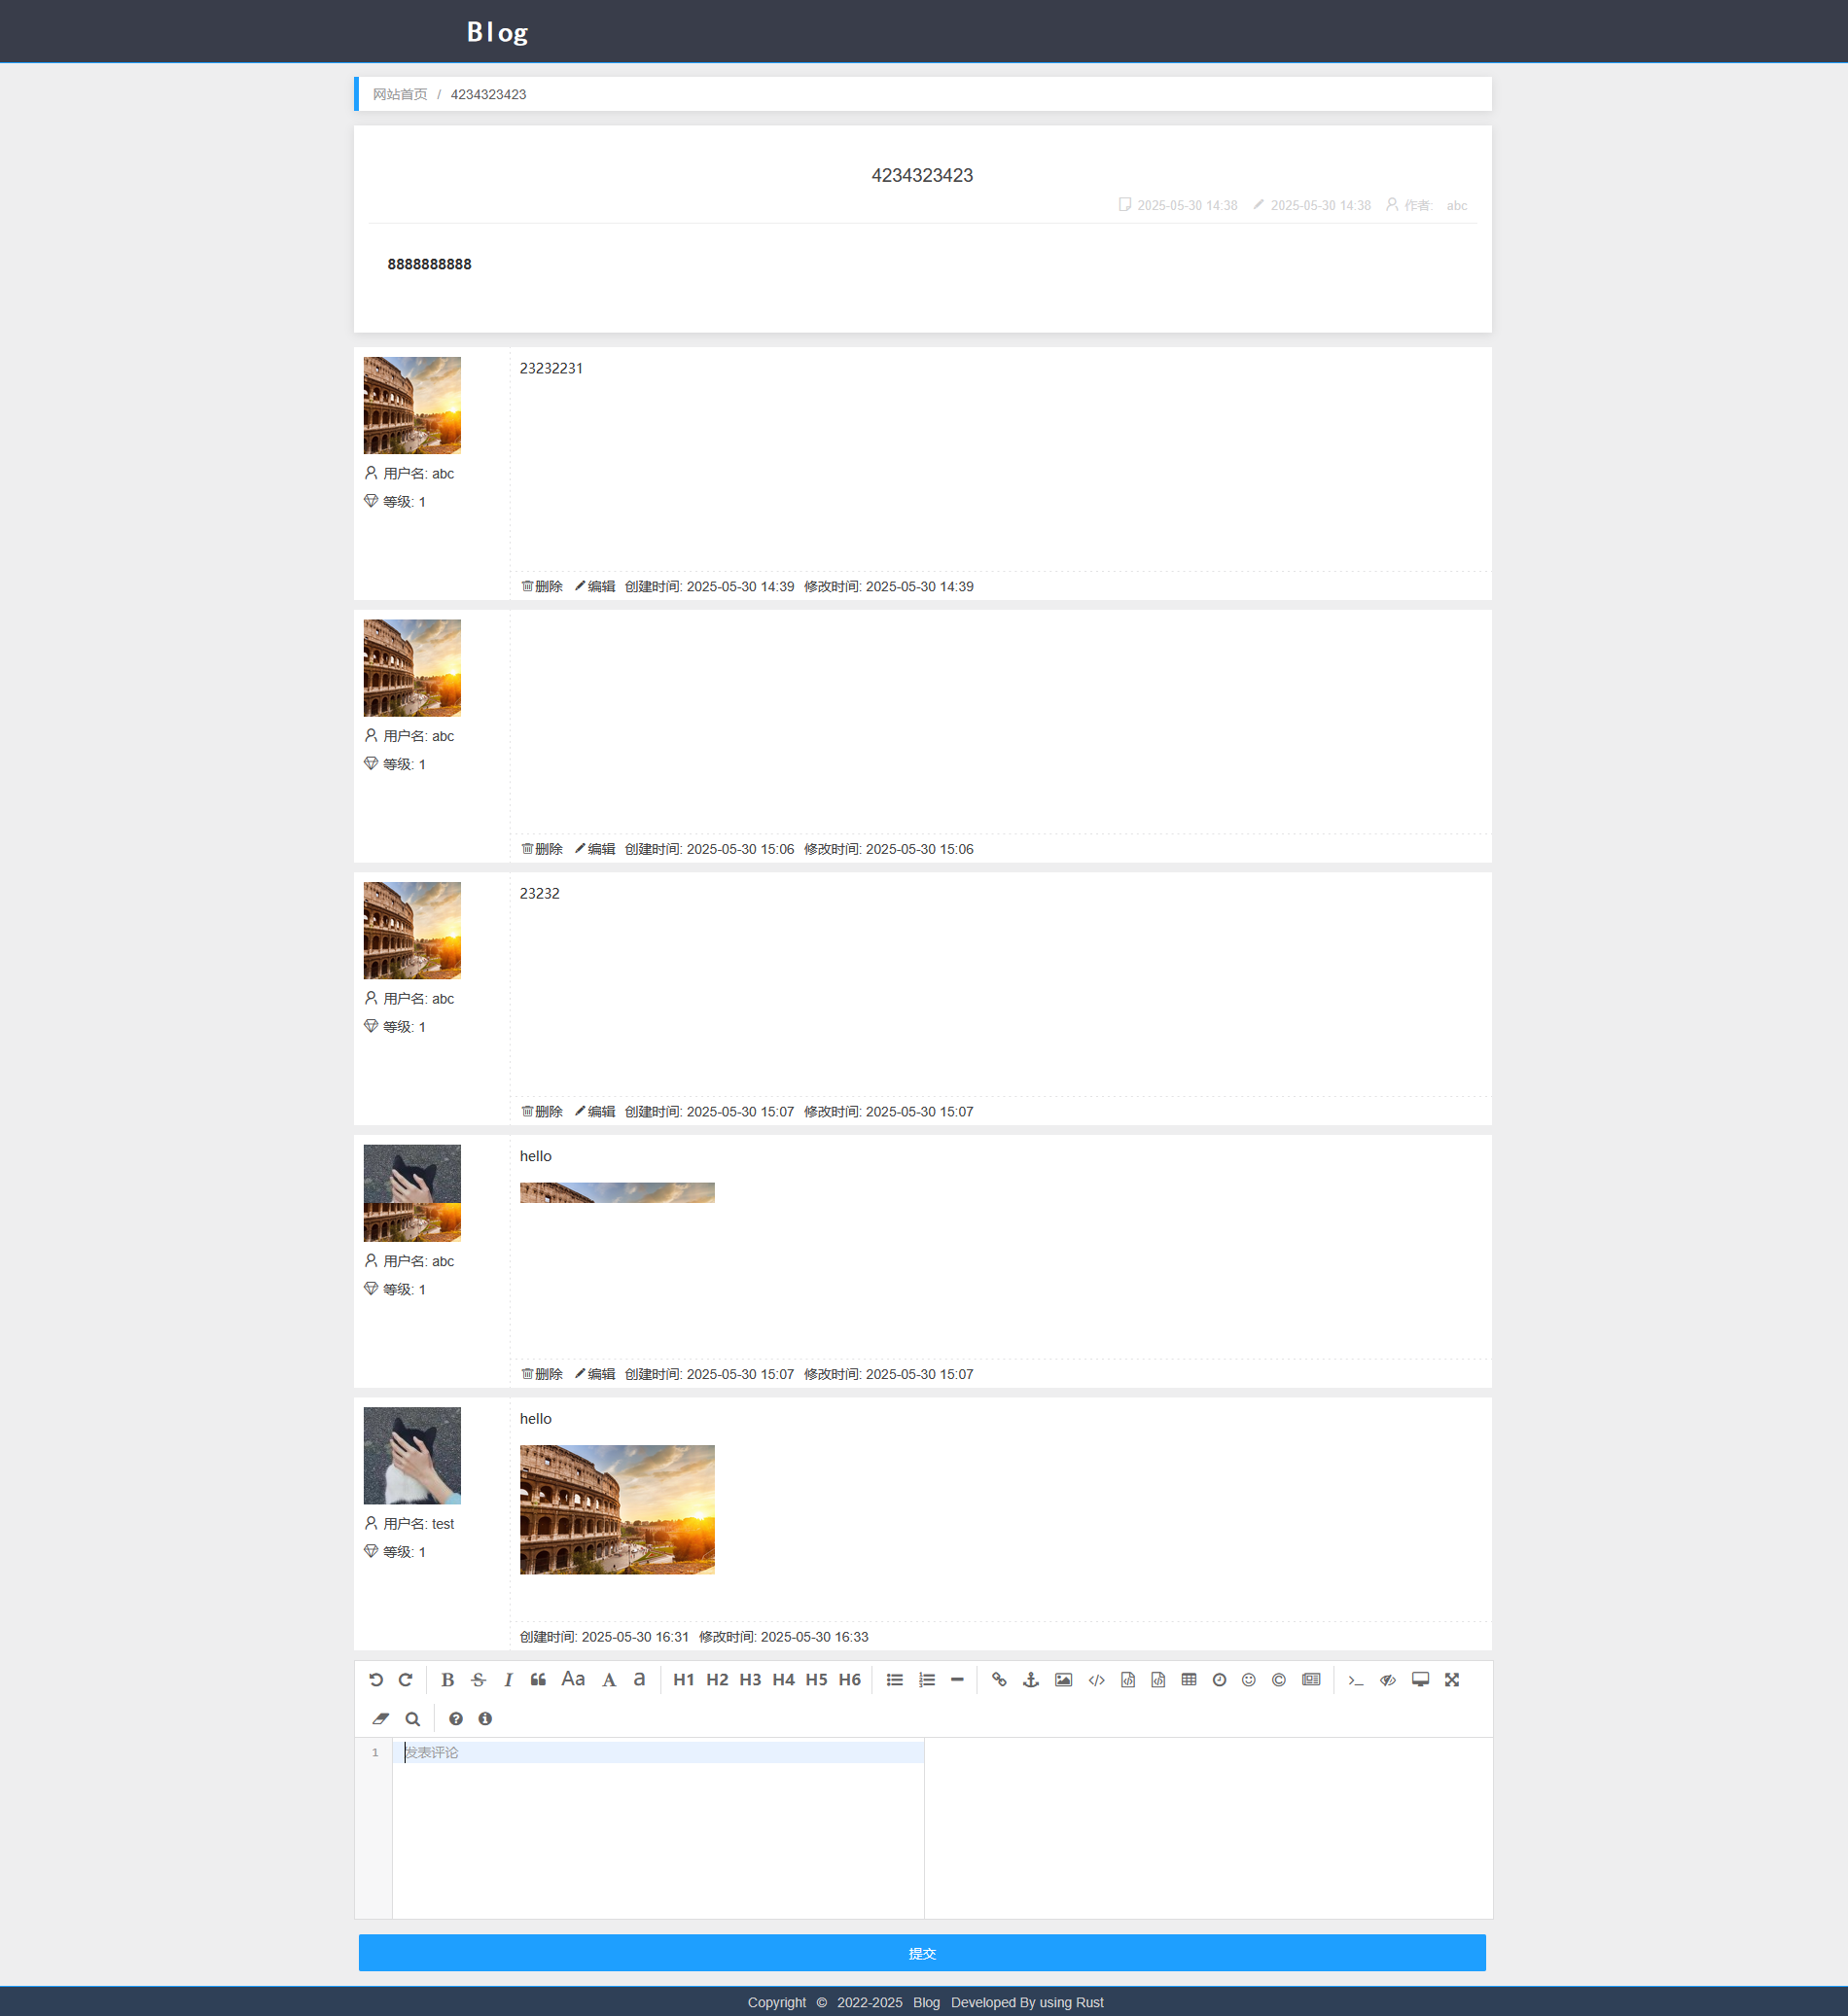 Blog
网站首页 / 4234323423
4234323423
2025-05-30 14:38 2025-05-30 14:38 作者: abc
8888888888
23232231
用户名: abc
等级: 1
删除 编辑 创建时间: 2025-05-30 14:39 修改时间: 2025-05-30 14:39
用户名: abc
等级: 1
删除 编辑 创建时间: 2025-05-30 15:06 修改时间: 2025-05-30 15:06
23232
用户名: abc
等级: 1
删除 编辑 创建时间: 2025-05-30 15:07 修改时间: 2025-05-30 15:07
hello
用户名: abc
等级: 1
删除 编辑 创建时间: 2025-05-30 15:07 修改时间: 2025-05-30 15:07
hello
用户名: test
等级: 1
创建时间: 2025-05-30 16:31 修改时间: 2025-05-30 16:33
B S I Aa A a H1 H2 H3 H4 H5 H6
1 发表评论
提交
Copyright © 2022-2025 Blog Developed By using Rust